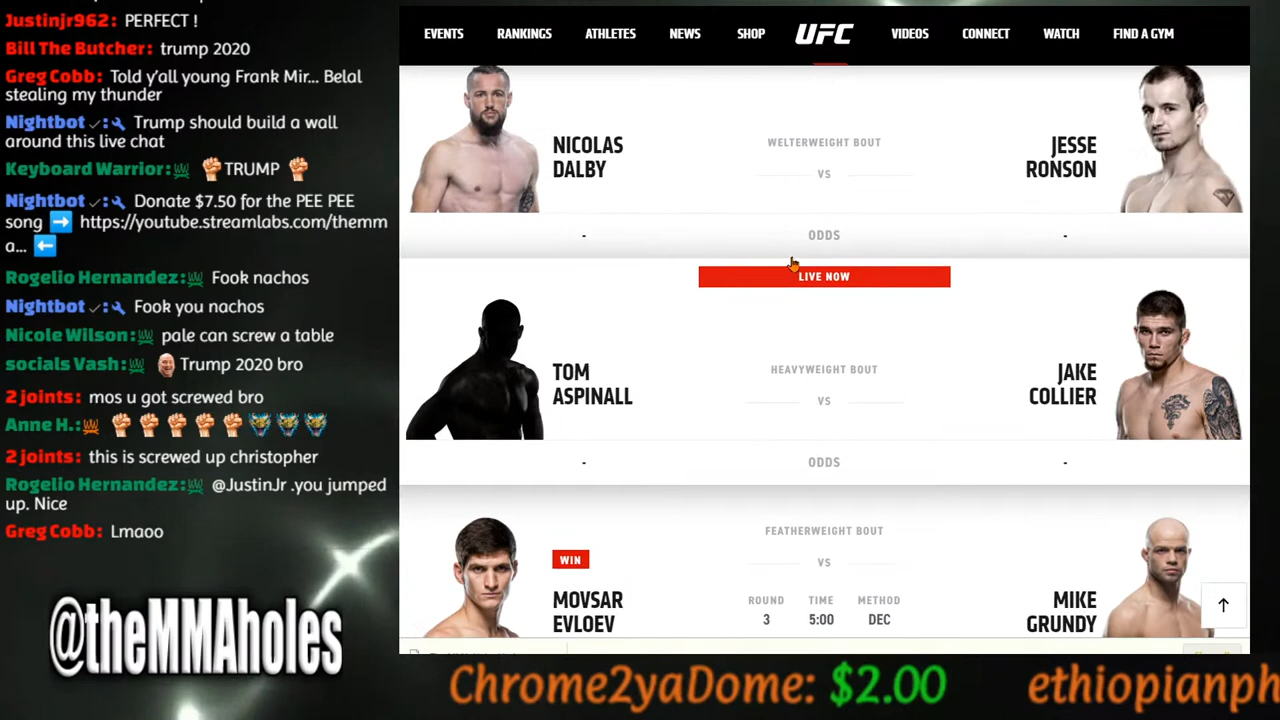 Justinjr962: PERFECT !
Bill The Butcher: trump 2020
Greg Cobb: Told y'all young Frank Mir... Belal
stealing my thunder
Nightbot ✓:🔧 Trump should build a wall
around this live chat
Keyboard Warrior: ✊TRUMP ✊
Nightbot ✓:🔧 Donate $7.50 for the PEE PEE
song ➡️ https://youtube.streamlabs.com/themm
a... ⬅️
Rogelio Hernandez: Fook nachos
Nightbot ✓:🔧 Fook you nachos
Nicole Wilson: pale can screw a table
socials Vash: Trump 2020 bro
2 joints: mos u got screwed bro
Anne H.:
2 joints: this is screwed up christopher
Rogelio Hernandez: @JustinJr .you jumped
up. Nice
Greg Cobb: Lmaoo
@theMMAholes
EVENTS RANKINGS ATHLETES NEWS SHOP UFC VIDEOS CONNECT WATCH FIND A GYM
NICOLAS
DALBY
WELTERWEIGHT BOUT
VS
JESSE
RONSON
- ODDS -
LIVE NOW
TOM
ASPINALL
HEAVYWEIGHT BOUT
VS
JAKE
COLLIER
- ODDS -
WIN
MOVSAR
EVLOEV
FEATHERWEIGHT BOUT
VS
ROUND TIME METHOD
3 5:00 DEC
MIKE
GRUNDY
Chrome2yaDome: $2.00 ethiopianph